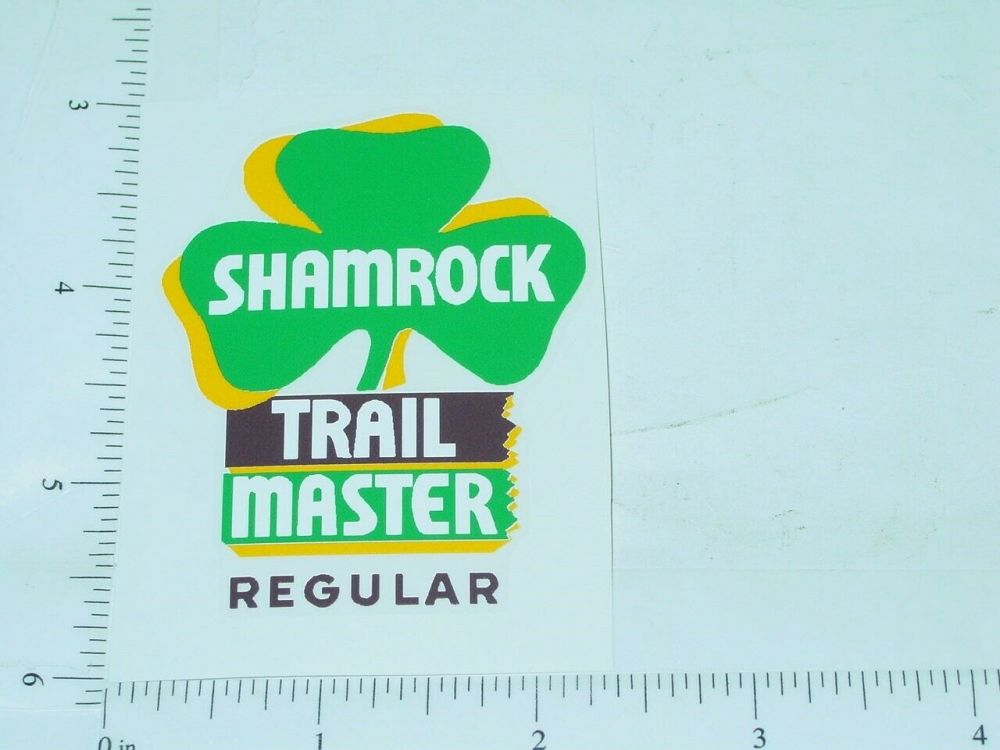 SHAMROCK
TRAIL
MASTER
REGULAR
3
4
5
6
0 in
1
2
3
4